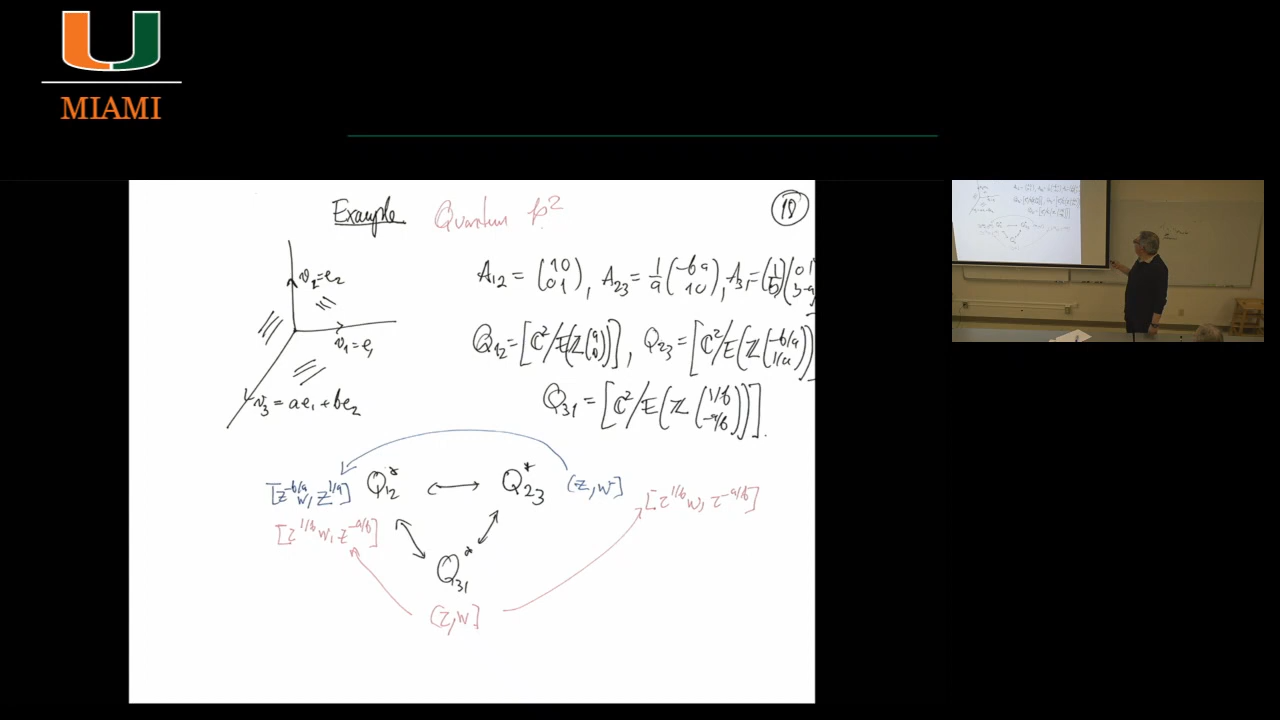 MIAMI
Example Quantum P²
18
v₂=e₂
v₁=e₁
v₃=ae₁+be₂
A₁₂ = (1 0 / 0 1), A₂₃ = 1/a (-b a / 1 0), A₃₁=(1/b)(0 1
Q₁₂=[ℂ²/E(ℤ(a / b))], Q₂₃=[ℂ²/E(ℤ(-b/a / 1/a))
Q₃₁=[ℂ²/E(ℤ(1/b / -a/b))].
[z^{-b/a}w, z^{1/a}] Q₁₂* ⟷ Q₂₃* [z,w]
[z^{1/b}w, z^{-a/b}]
[z^{1/b}w, z^{-a/b}]
Q₃₁*
[z,w]